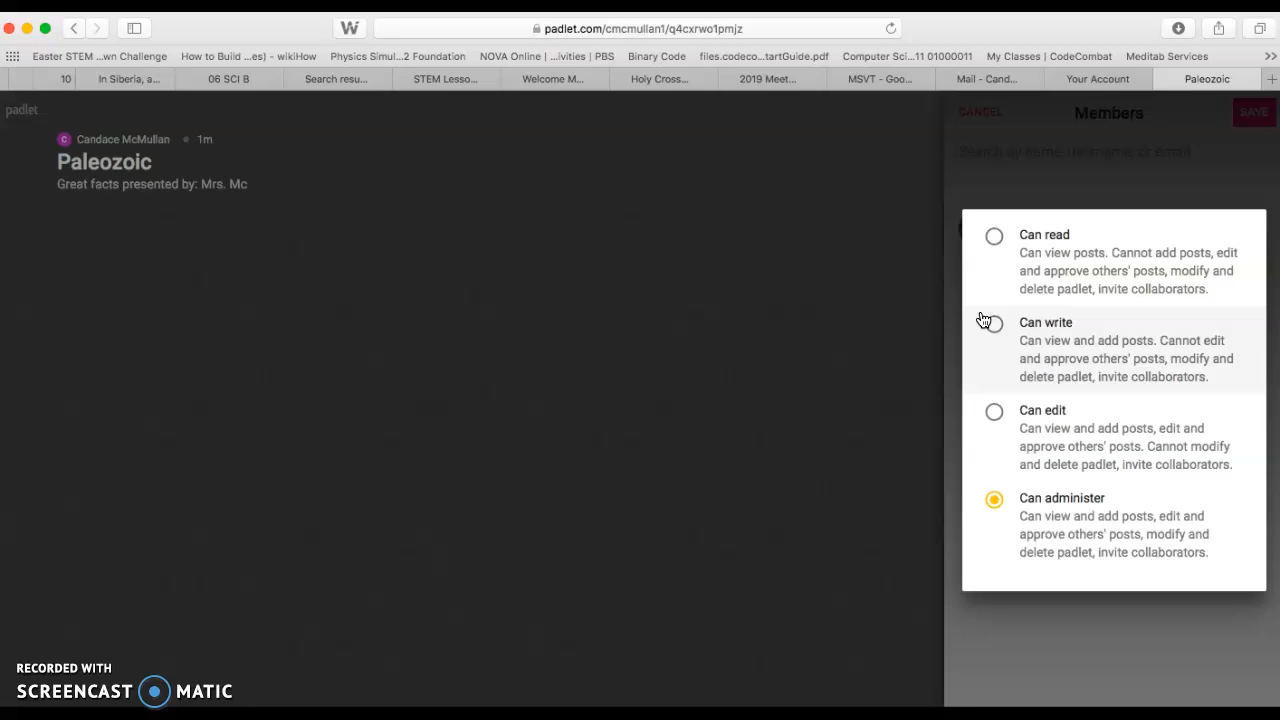 W
padlet.com/cmcmullan1/q4cxrwo1pmjz
Easter STEM ...wn Challenge
How to Build ...es) - wikiHow
Physics Simul...2 Foundation
NOVA Online | ...ivities | PBS
Binary Code
files.codeco...tartGuide.pdf
Computer Sci...11 01000011
My Classes | CodeCombat
Meditab Services
10
In Siberia, a...
06 SCI B
Search resu...
STEM Lesso...
Welcome M...
Holy Cross...
2019 Meet...
MSVT - Goo...
Mail - Cand...
Your Account
Paleozoic
padlet
C Candace McMullan 1m
Paleozoic
Great facts presented by: Mrs. Mc
CANCEL
Members
SAVE
Search by name, username, or email
Can read
Can view posts. Cannot add posts, edit
and approve others' posts, modify and
delete padlet, invite collaborators.
Can write
Can view and add posts. Cannot edit
and approve others' posts, modify and
delete padlet, invite collaborators.
Can edit
Can view and add posts, edit and
approve others' posts. Cannot modify
and delete padlet, invite collaborators.
Can administer
Can view and add posts, edit and
approve others' posts, modify and
delete padlet, invite collaborators.
RECORDED WITH
SCREENCAST MATIC